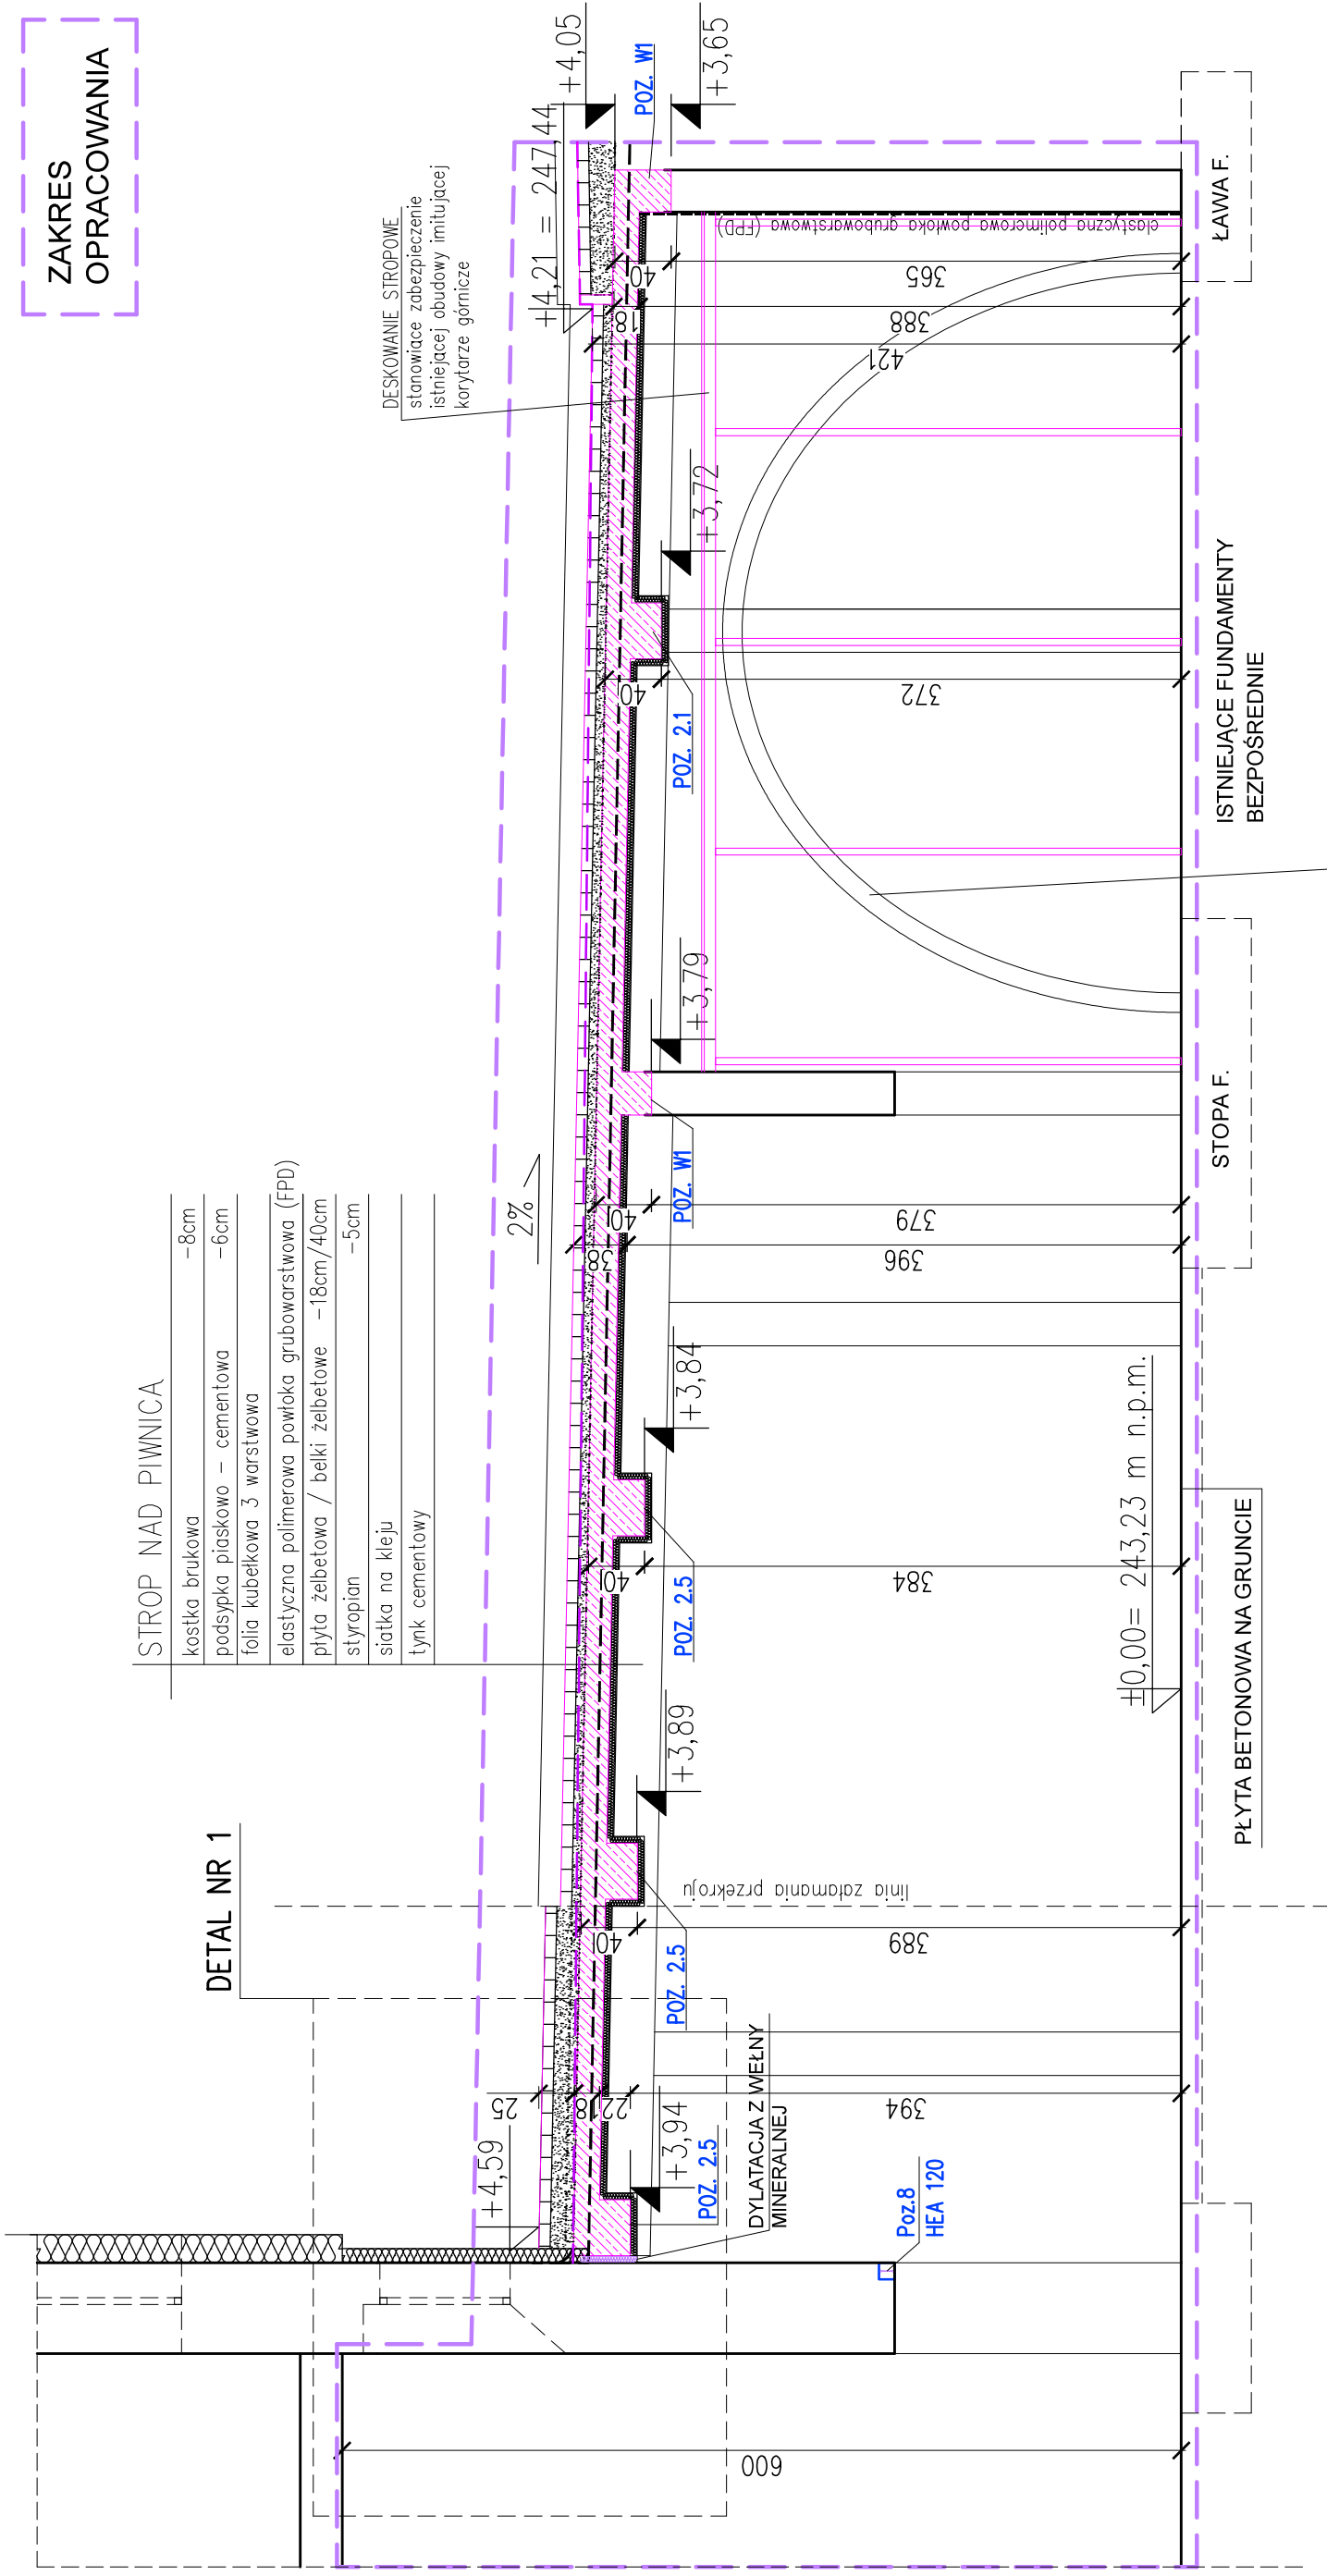 ZAKRES
OPRACOWANIA
DESKOWANIE STROPOWE
stanowiące zabezpieczenie
istniejącej obudowy imitującej
korytarze górnicze
STROP NAD PIWNICA
kostka brukowa -8cm
podsypka piaskowo - cementowa -6cm
folia kubełkowa 3 warstwowa
elastyczna polimerowa powłoka grubowarstwowa (FPD)
płyta żelbetowa / belki żelbetowe -18cm/40cm
styropian -5cm
siatka na kleju
tynk cementowy
DETAL NR 1
2%
+4,59
+4,21 = 247,44
+4,05
POZ. W1
+3,65
25
18
22
40
38
40
40
40
18
40
+3,94
POZ. 2.5
+3,89
POZ. 2.5
+3,84
POZ. 2.5
POZ. W1
+3,79
POZ. 2.1
+3,72
DYLATACJA Z WEŁNY
MINERALNEJ
linia załamania przekroju
elastyczna polimerowa powłoka grubowarstwowa (FPD)
Poz.8
HEA 120
600
394
389
384
396
379
372
421
388
365
±0,00= 243,23 m n.p.m.
PŁYTA BETONOWA NA GRUNCIE
STOPA F.
ISTNIEJĄCE FUNDAMENTY
BEZPOŚREDNIE
ŁAWA F.